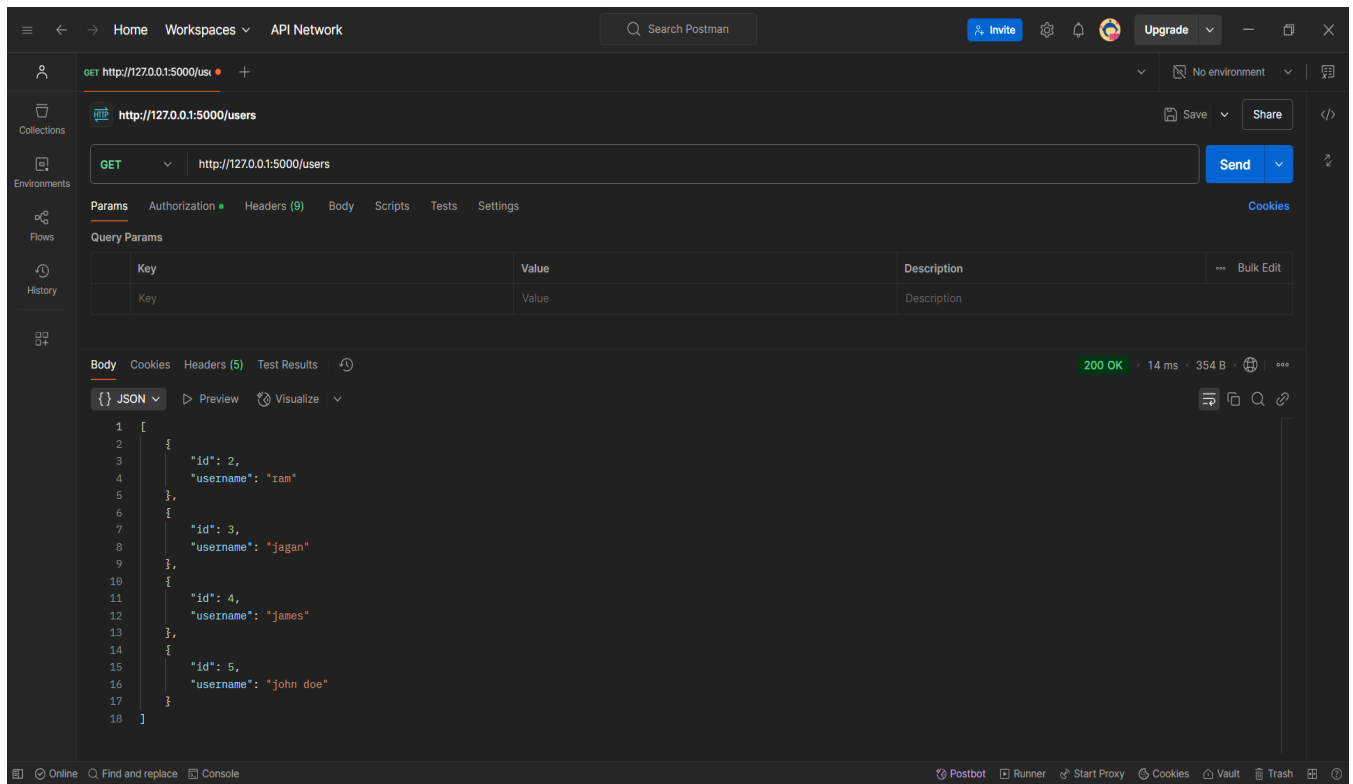 Home Workspaces API Network Search Postman Invite Upgrade
GET http://127.0.0.1:5000/use No environment
HTTP http://127.0.0.1:5000/users Save Share
Collections
GET http://127.0.0.1:5000/users Send
Environments
Params Authorization Headers (9) Body Scripts Tests Settings Cookies
Flows
Query Params
Key Value Description Bulk Edit
History
Key Value Description
Body Cookies Headers (5) Test Results 200 OK 14 ms 354 B
{} JSON Preview Visualize
1 [
2 {
3 "id": 2,
4 "username": "ram"
5 },
6 {
7 "id": 3,
8 "username": "jagan"
9 },
10 {
11 "id": 4,
12 "username": "james"
13 },
14 {
15 "id": 5,
16 "username": "john doe"
17 }
18 ]
Online Find and replace Console Postbot Runner Start Proxy Cookies Vault Trash